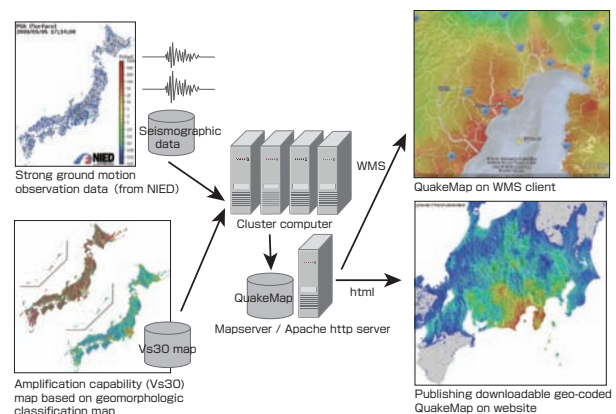 PGA (Surface)
NIED
Seismographic
data
Strong ground motion
observation data (from NIED)
Cluster computer
WMS
QuakeMap on WMS client
Vs30 map
Amplification capability (Vs30)
map based on geomorphologic
classification map
QuakeMap
html
Mapserver / Apache http server
Publishing downloadable geo-coded
QuakeMap on website